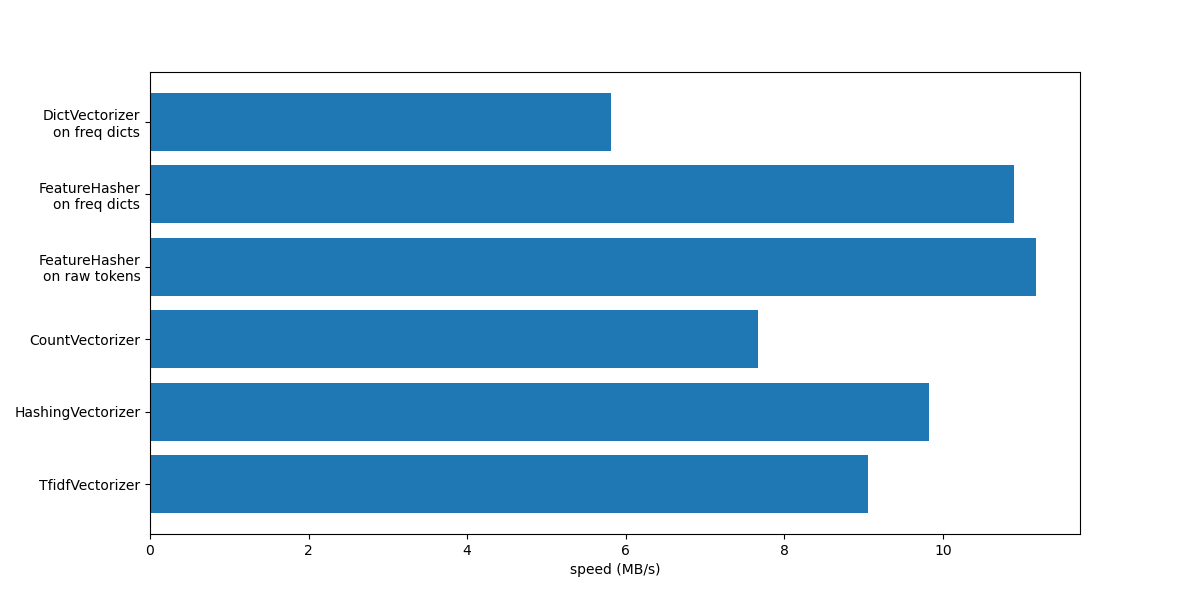 DictVectorizer
on freq dicts
FeatureHasher
on freq dicts
FeatureHasher
on raw tokens
CountVectorizer
HashingVectorizer
TfidfVectorizer
0 2 4 6 8 10
speed (MB/s)